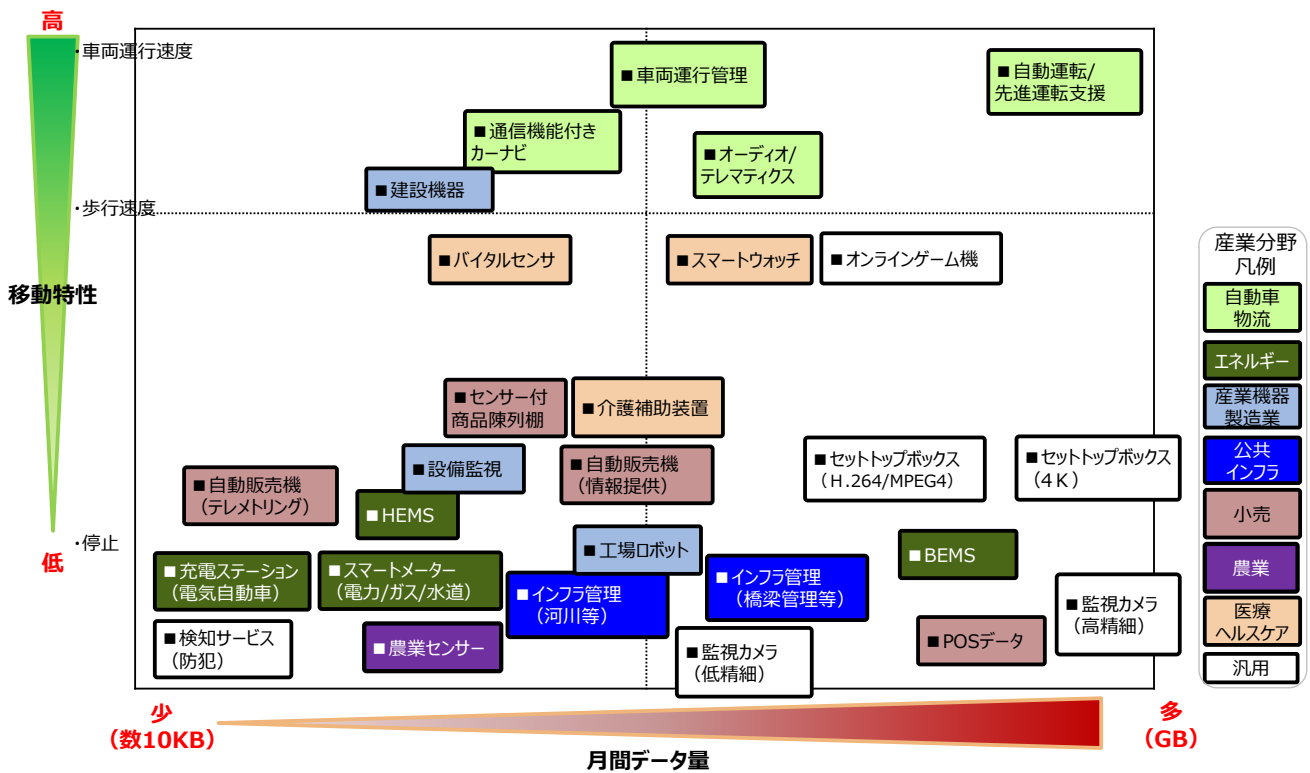 高
・車両運行速度
■車両運行管理
■自動運転/
先進運転支援
■通信機能付き
カーナビ
■オーディオ/
テレマティクス
■建設機器
・歩行速度
■バイタルセンサ
■スマートウォッチ
■オンラインゲーム機
移動特性
■センサー付
商品陳列棚
■介護補助装置
■設備監視
■自動販売機
(情報提供)
■セットトップボックス
(H.264/MPEG4)
■セットトップボックス
(4K)
■自動販売機
(テレメトリング)
■HEMS
・停止
低
■工場ロボット
■BEMS
■充電ステーション
(電気自動車)
■スマートメーター
(電力/ガス/水道)
■インフラ管理
(河川等)
■インフラ管理
(橋梁管理等)
■監視カメラ
(高精細)
■検知サービス
(防犯)
■農業センサー
■監視カメラ
(低精細)
■POSデータ
少
(数10KB)
多
(GB)
月間データ量
産業分野
凡例
自動車
物流
エネルギー
産業機器
製造業
公共
インフラ
小売
農業
医療
ヘルスケア
汎用